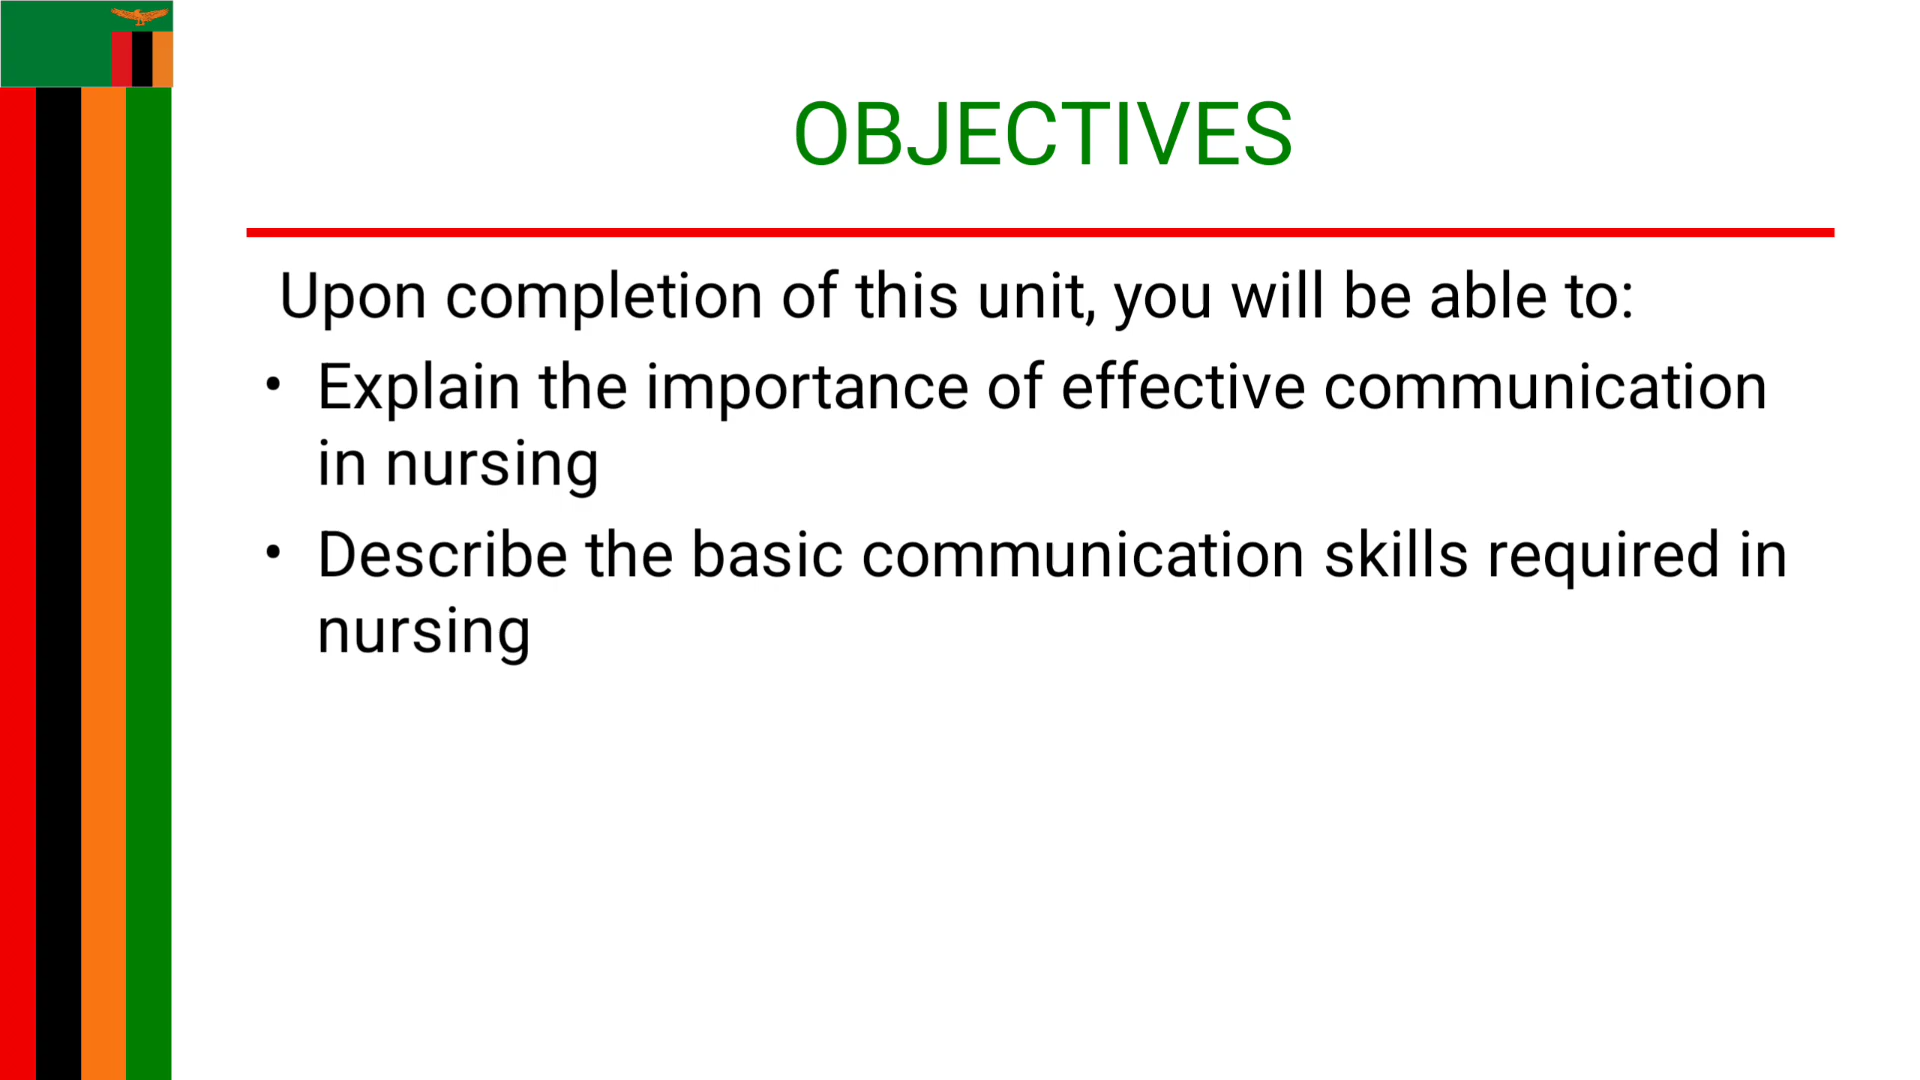 OBJECTIVES
Upon completion of this unit, you will be able to:
• Explain the importance of effective communication
in nursing
• Describe the basic communication skills required in
nursing